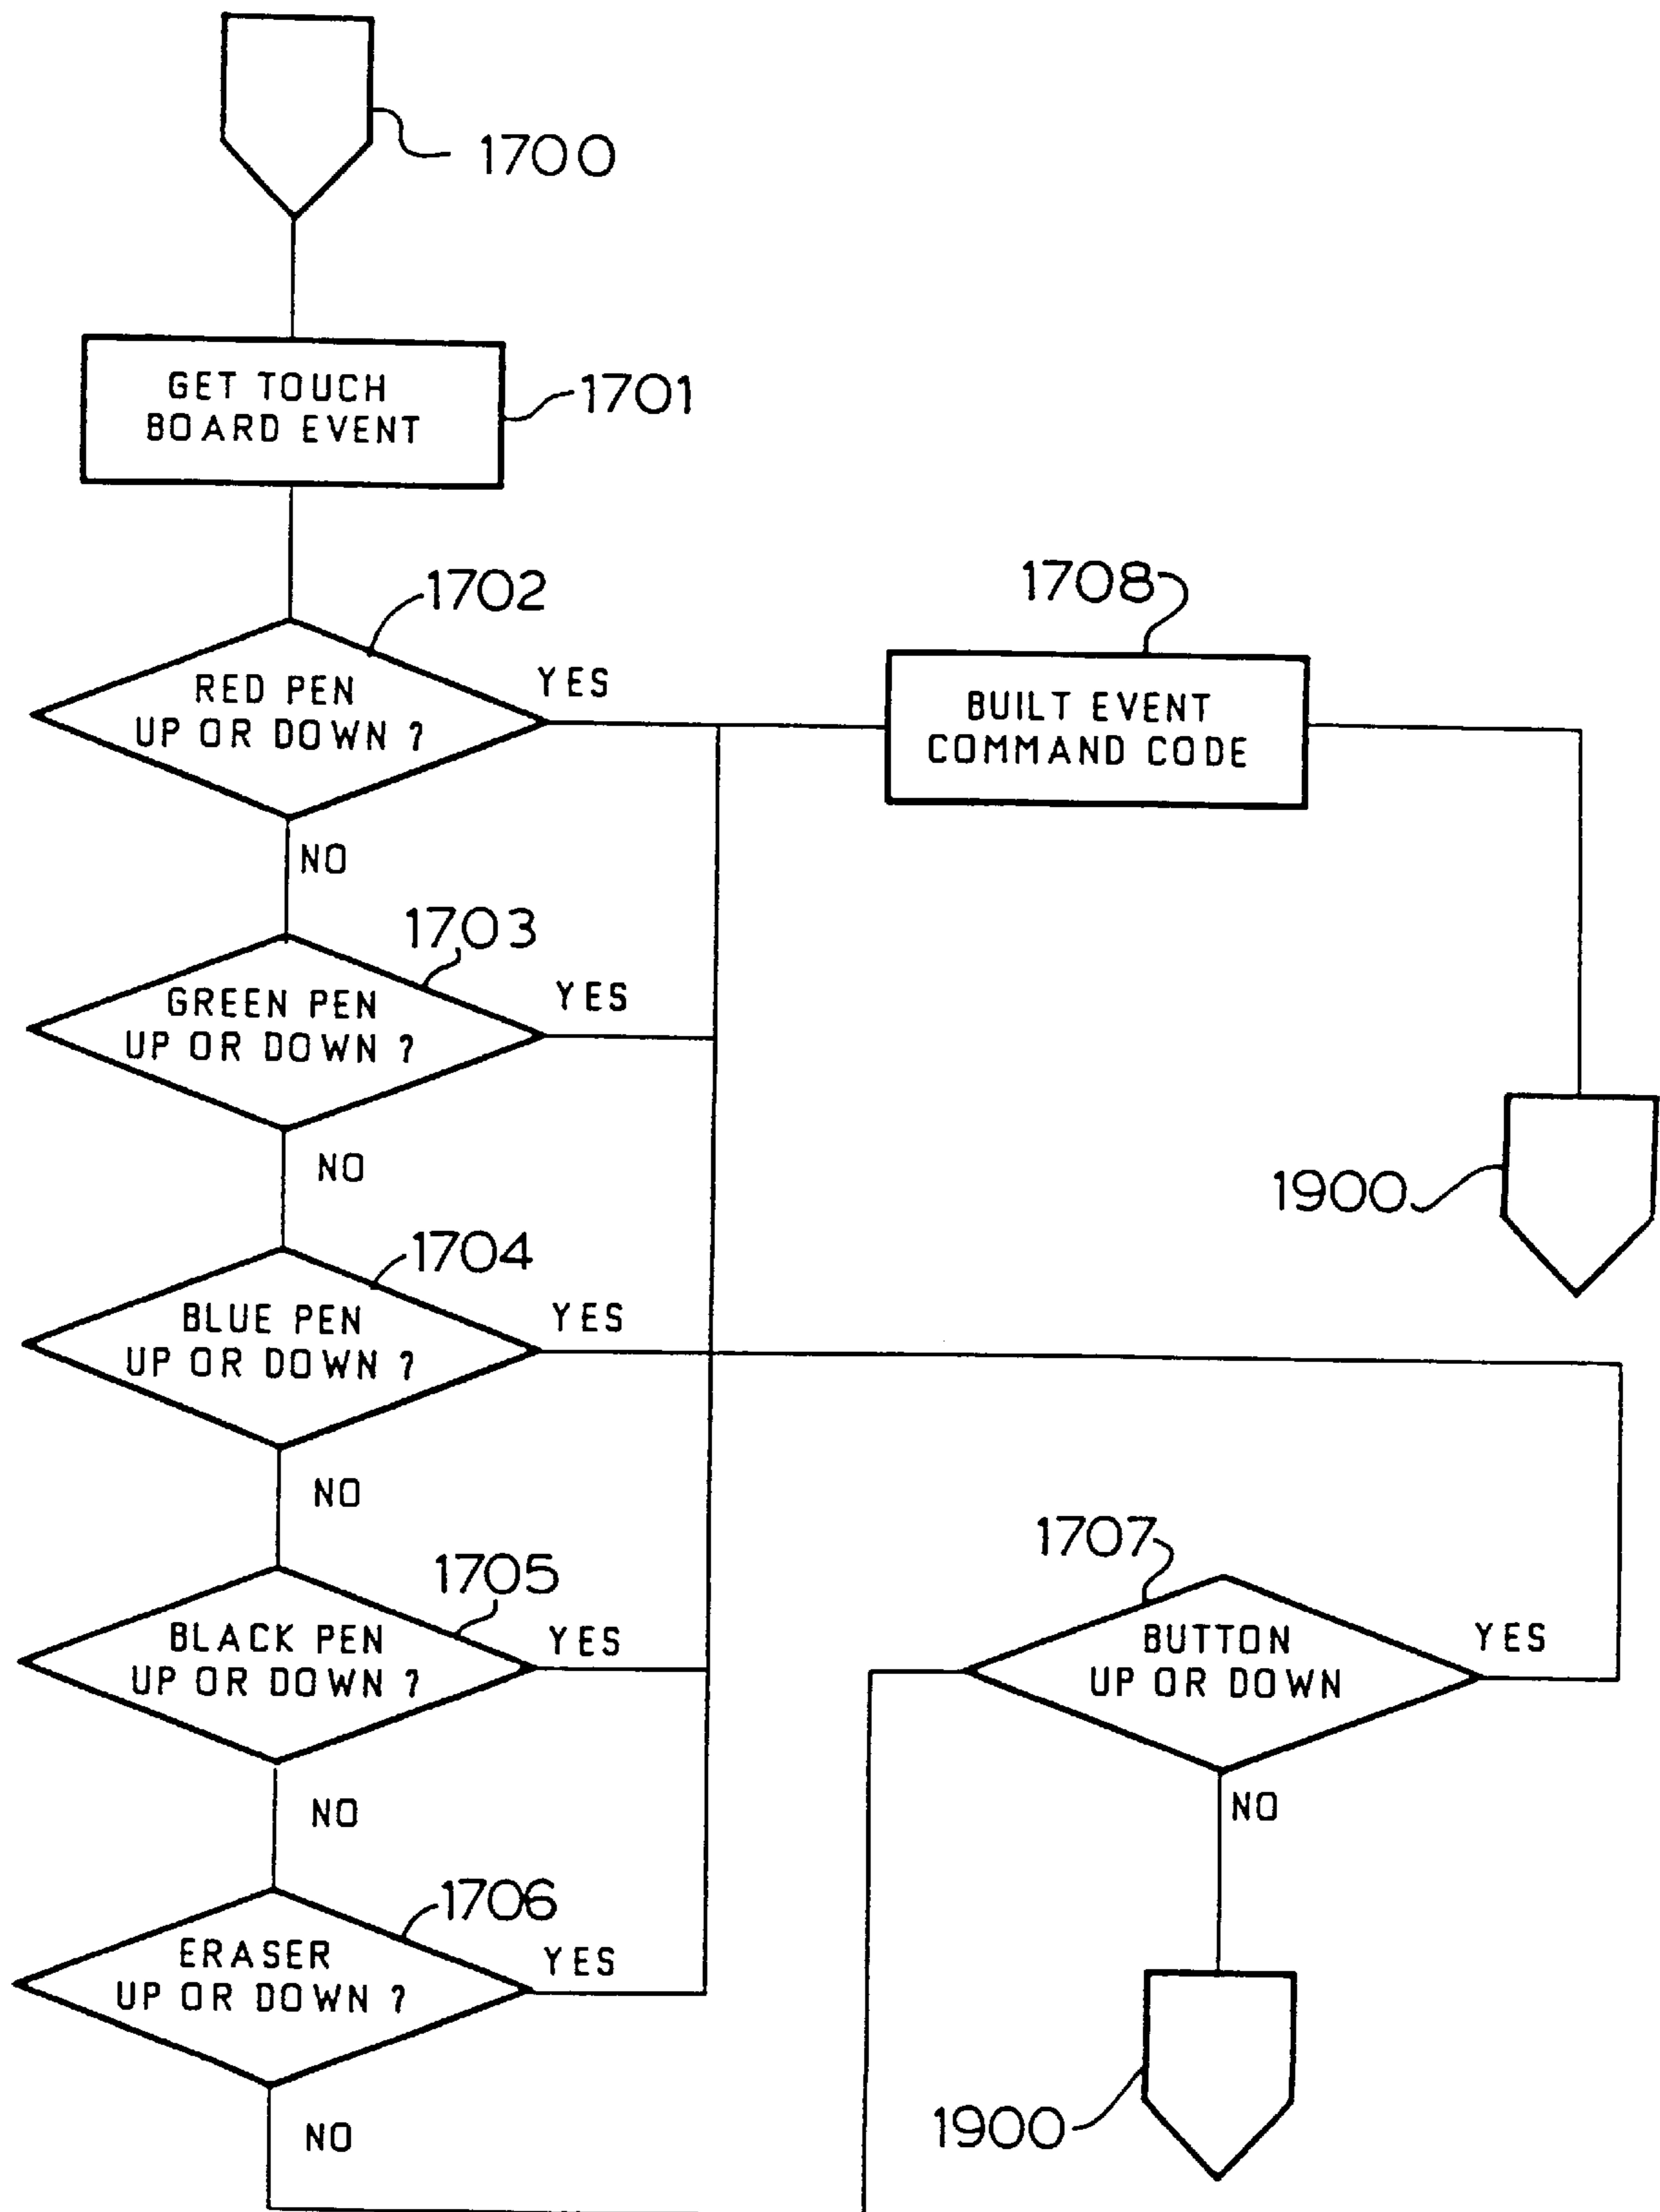 1700
GET TOUCH
BOARD EVENT
1701
1702
RED PEN
UP OR DOWN ?
YES
NO
1708
BUILT EVENT
COMMAND CODE
1703
GREEN PEN
UP OR DOWN ?
YES
NO
1900
1704
BLUE PEN
UP OR DOWN ?
YES
NO
1705
BLACK PEN
UP OR DOWN ?
YES
NO
1707
BUTTON
UP OR DOWN
YES
NO
1706
ERASER
UP OR DOWN ?
YES
NO
1900